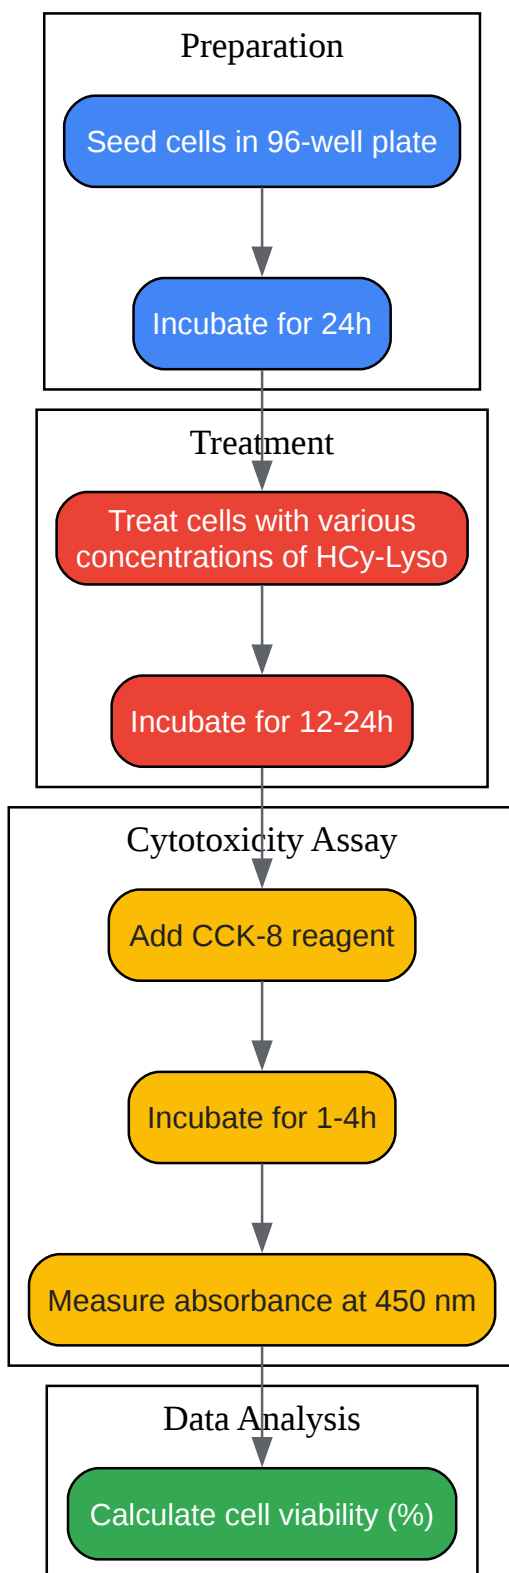 Preparation
Seed cells in 96-well plate
Incubate for 24h
Treatment
Treat cells with various
concentrations of HCy-Lyso
Incubate for 12-24h
Cytotoxicity Assay
Add CCK-8 reagent
Incubate for 1-4h
Measure absorbance at 450 nm
Data Analysis
Calculate cell viability (%)